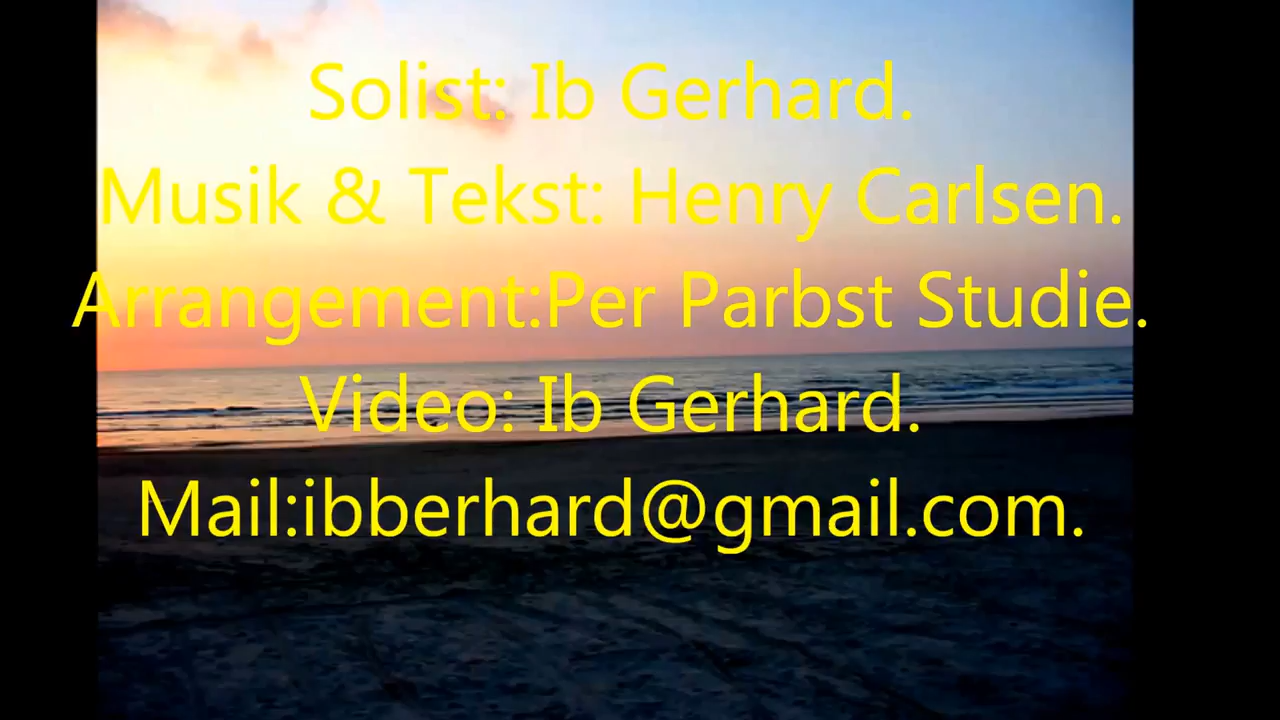 Solist: Ib Gerhard.
Musik & Tekst: Henry Carlsen.
Arrangement:Per Parbst Studie.
Video: Ib Gerhard.
Mail:ibberhard@gmail.com.